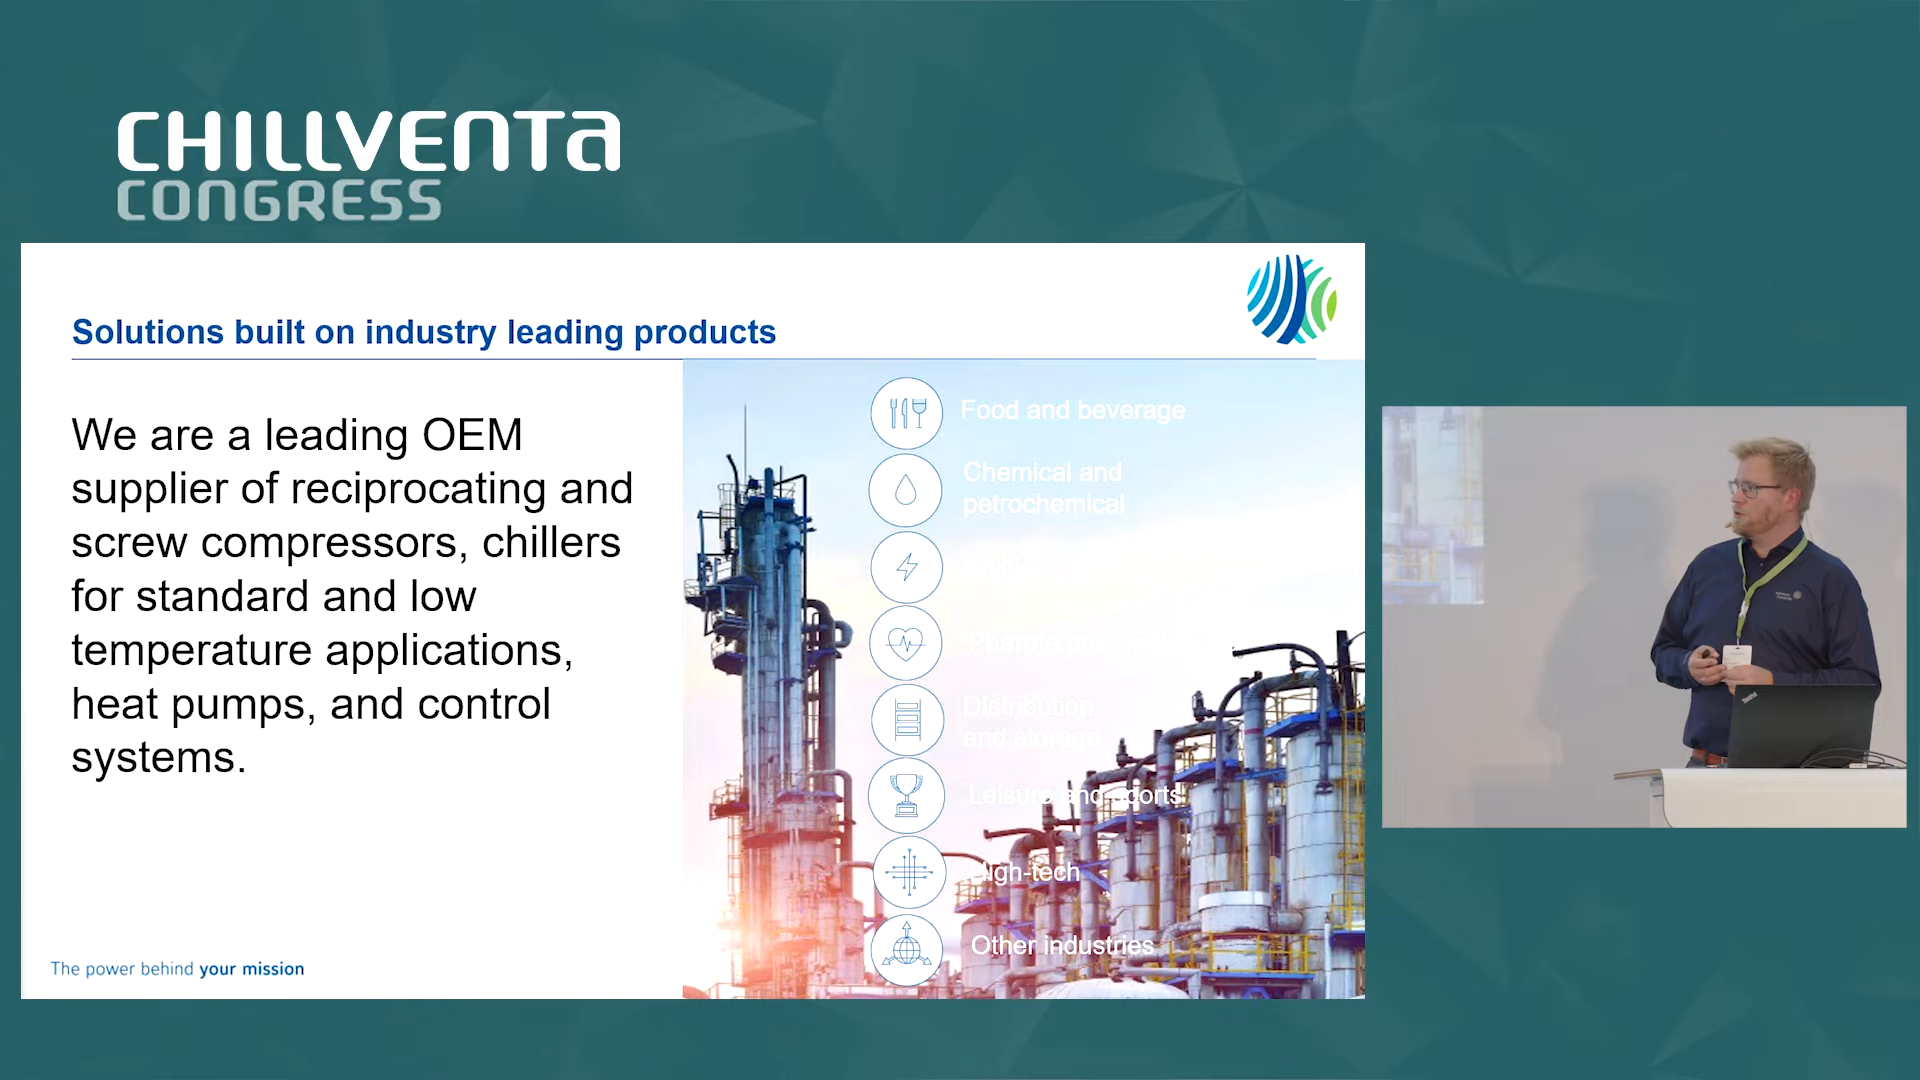 CHILLVENTA
CONGRESS
Solutions built on industry leading products
We are a leading OEM
supplier of reciprocating and
screw compressors, chillers
for standard and low
temperature applications,
heat pumps, and control
systems.
Food and beverage
Chemical and
petrochemical
Pharma
Distribution
and storage
Leisure and sports
High-tech
Other industries
The power behind your mission
ThinkPad